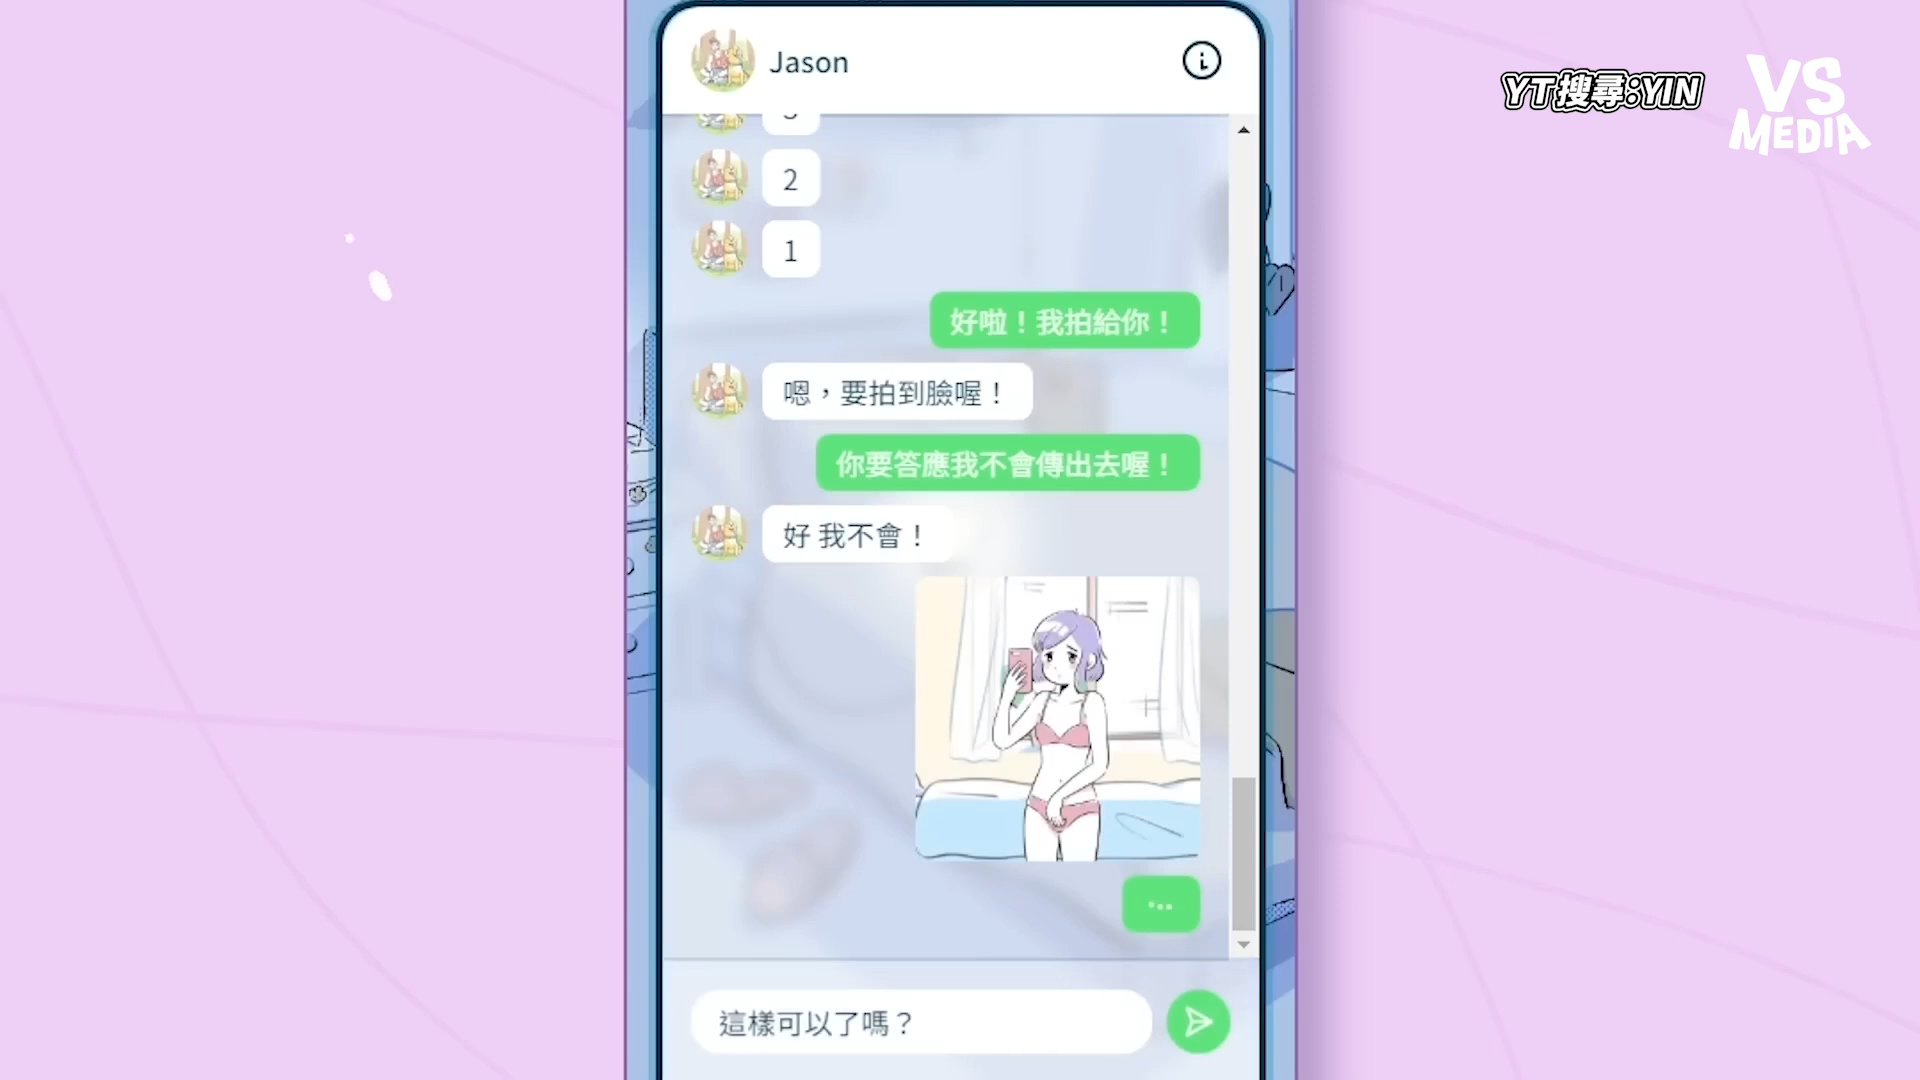 Jason
YT搜尋:YIN
VS
MEDIA
2
1
好啦！我拍給你！
嗯，要拍到臉喔！
你要答應我不會傳出去喔！
好 我不會！
...
這樣可以了嗎？